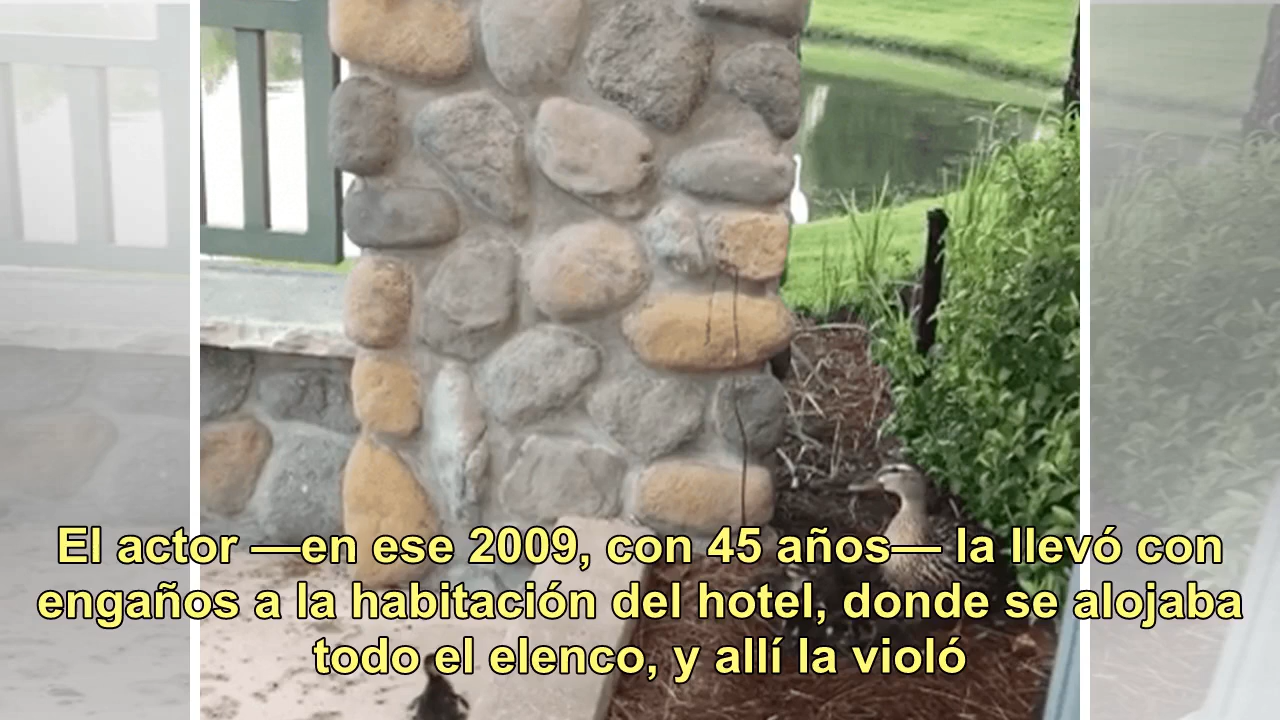 El actor —en ese 2009, con 45 años— la llevó con
engaños a la habitación del hotel, donde se alojaba
todo el elenco, y allí la violó